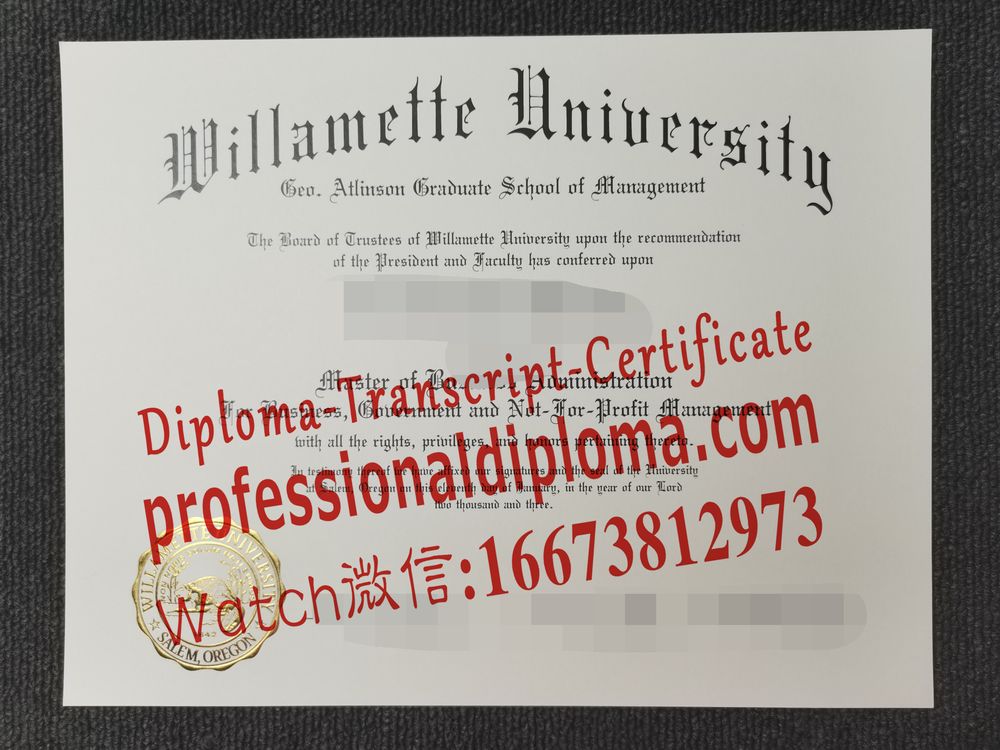 Willamette University
Geo. Atlinson Graduate School of Management
The Board of Trustees of Willamette University upon the recommendation
of the President and Faculty has conferred upon
Master of Bu Administration
For Business, Government and Not-For-Profit Management
with all the rights, privileges, and honors pertaining thereto.
In testimony thereof we have affixed our signatures and the seal of the University
at Salem, Oregon on this eleventh day of January, in the year of our Lord
two thousand and three.
Diploma-Transcript-Certificate
professionaldiploma.com
Watch微信:16673812973
WILLAMETTE UNIVERSITY
SALEM, OREGON